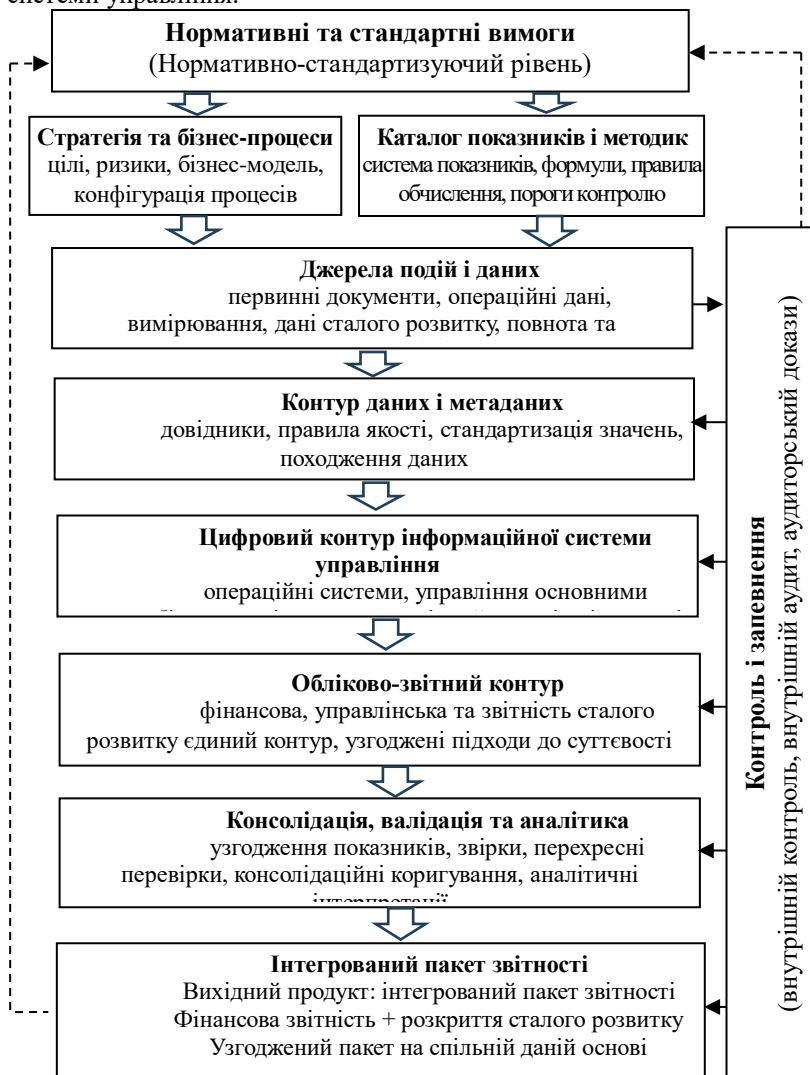 системи управління.
Нормативні та стандартні вимоги
(Нормативно-стандартизуючий рівень)
Стратегія та бізнес-процеси
цілі, ризики, бізнес-модель,
конфігурація процесів
Каталог показників і методик
система показників, формули, правила
обчислення, пороги контролю
Джерела подій і даних
первинні документи, операційні дані,
вимірювання, дані сталого розвитку, повнота та
Контур даних і метаданих
довідники, правила якості, стандартизація значень,
походження даних
Цифровий контур інформаційної системи
управління
операційні системи, управління основними
Обліково-звітний контур
фінансова, управлінська та звітність сталого
розвитку єдиний контур, узгоджені підходи до суттєвості
Консолідація, валідація та аналітика
узгодження показників, звірки, перехресні
перевірки, консолідаційні коригування, аналітичні
інтерпретації
Інтегрований пакет звітності
Вихідний продукт: інтегрований пакет звітності
Фінансова звітність + розкриття сталого розвитку
Узгоджений пакет на спільній даній основі
Контроль і запевнення
(внутрішній контроль, внутрішній аудит, аудиторський докази)